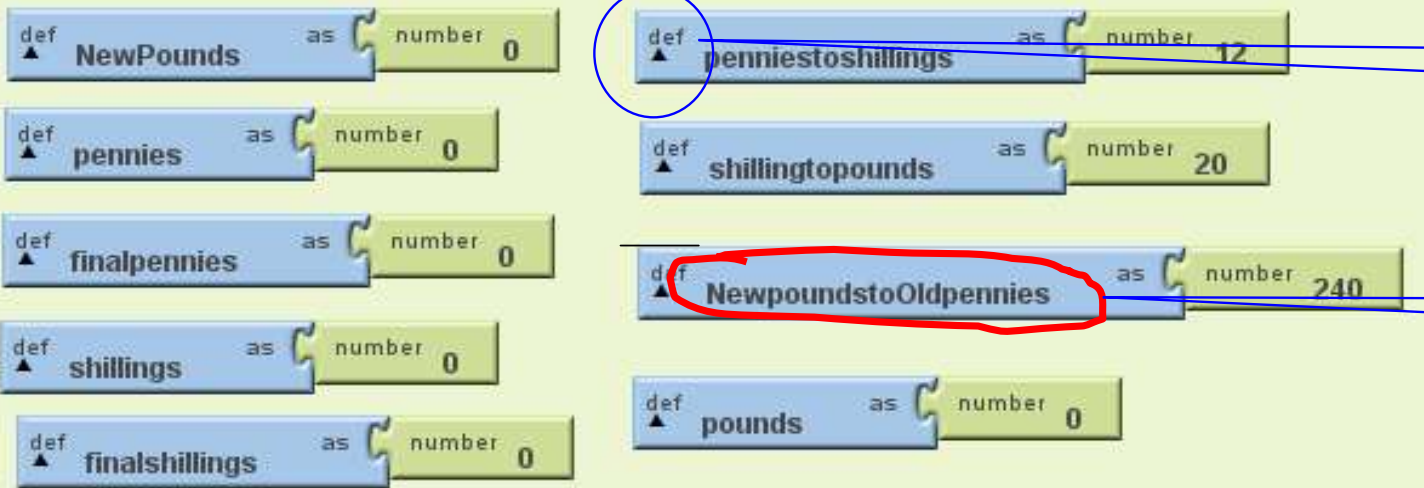 def NewPounds as number 0
def pennies as number 0
def finalpennies as number 0
def shillings as number 0
def finalshillings as number 0
def penniestoshillings as number 12
def shillingtopounds as number 20
def NewpoundstoOldpennies as number 240
def pounds as number 0